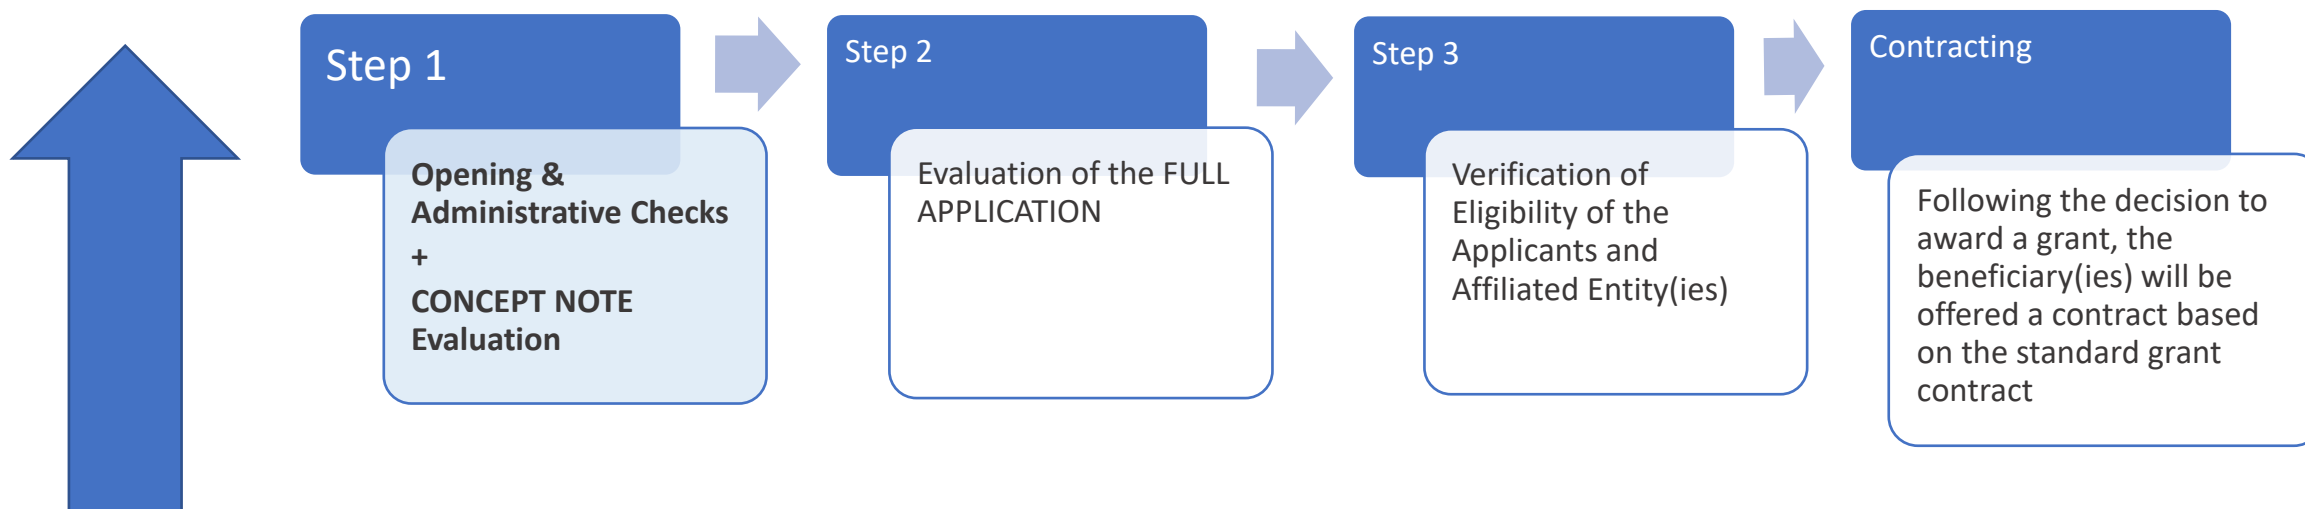 Step 1
Opening &
Administrative Checks
+
CONCEPT NOTE
Evaluation
Step 2
Evaluation of the FULL
APPLICATION
Step 3
Verification of
Eligibility of the
Applicants and
Affiliated Entity(ies)
Contracting
Following the decision to
award a grant, the
beneficiary(ies) will be
offered a contract based
on the standard grant
contract